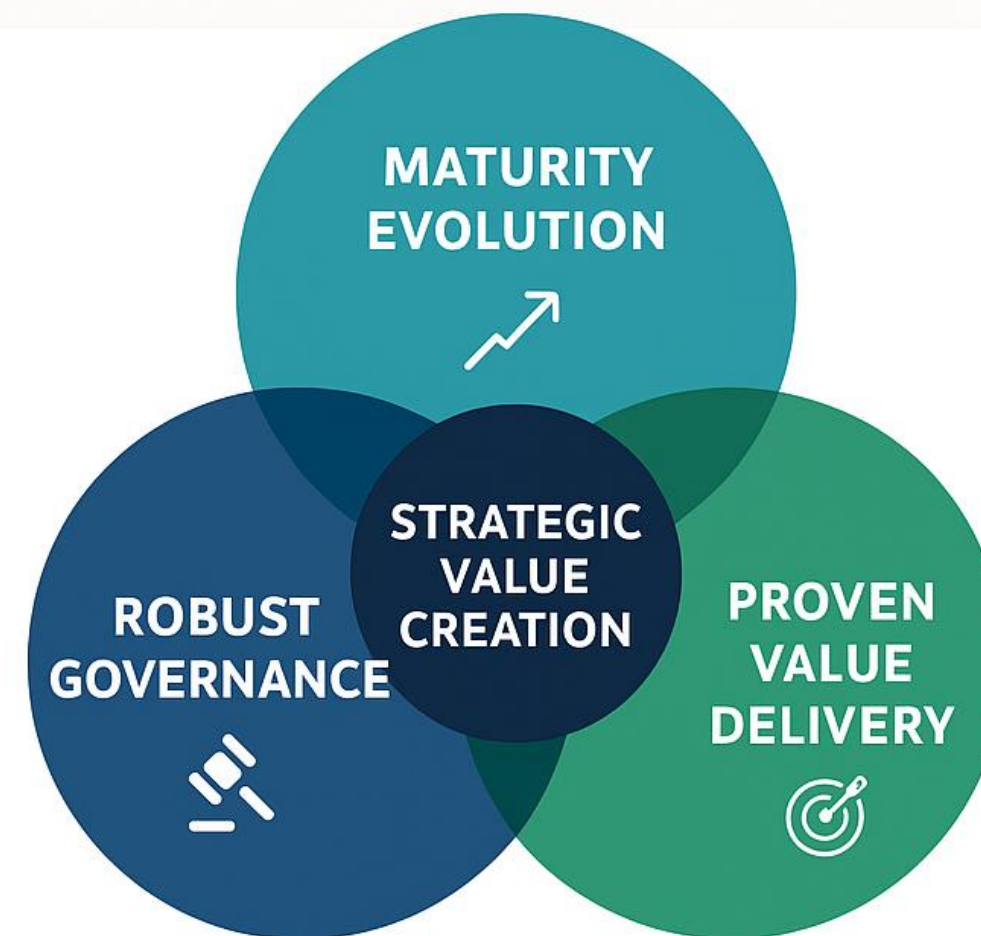 MATURITY
EVOLUTION
STRATEGIC
VALUE
CREATION
ROBUST
GOVERNANCE
PROVEN
VALUE
DELIVERY